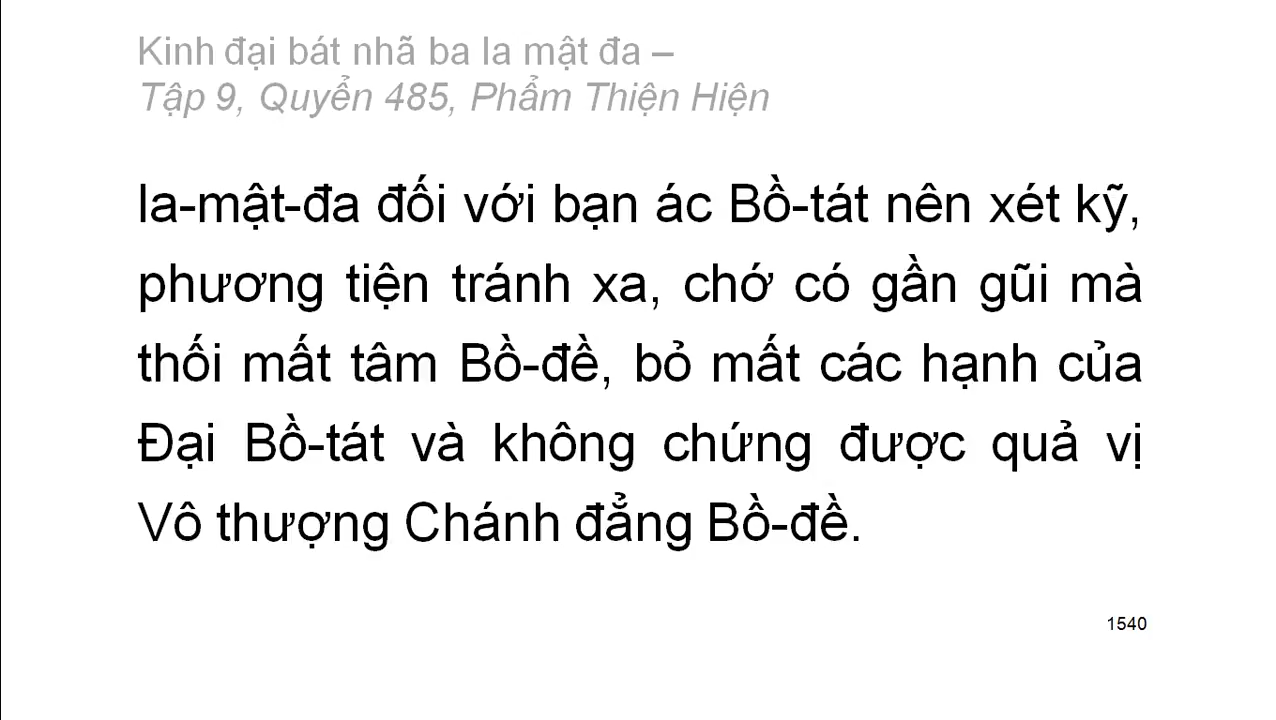 Kinh đại bát nhã ba la mật đa –
Tập 9, Quyển 485, Phẩm Thiện Hiện
la-mật-đa đối với bạn ác Bồ-tát nên xét kỹ,
phương tiện tránh xa, chớ có gần gũi mà
thối mất tâm Bồ-đề, bỏ mất các hạnh của
Đại Bồ-tát và không chứng được quả vị
Vô thượng Chánh đẳng Bồ-đề.
1540